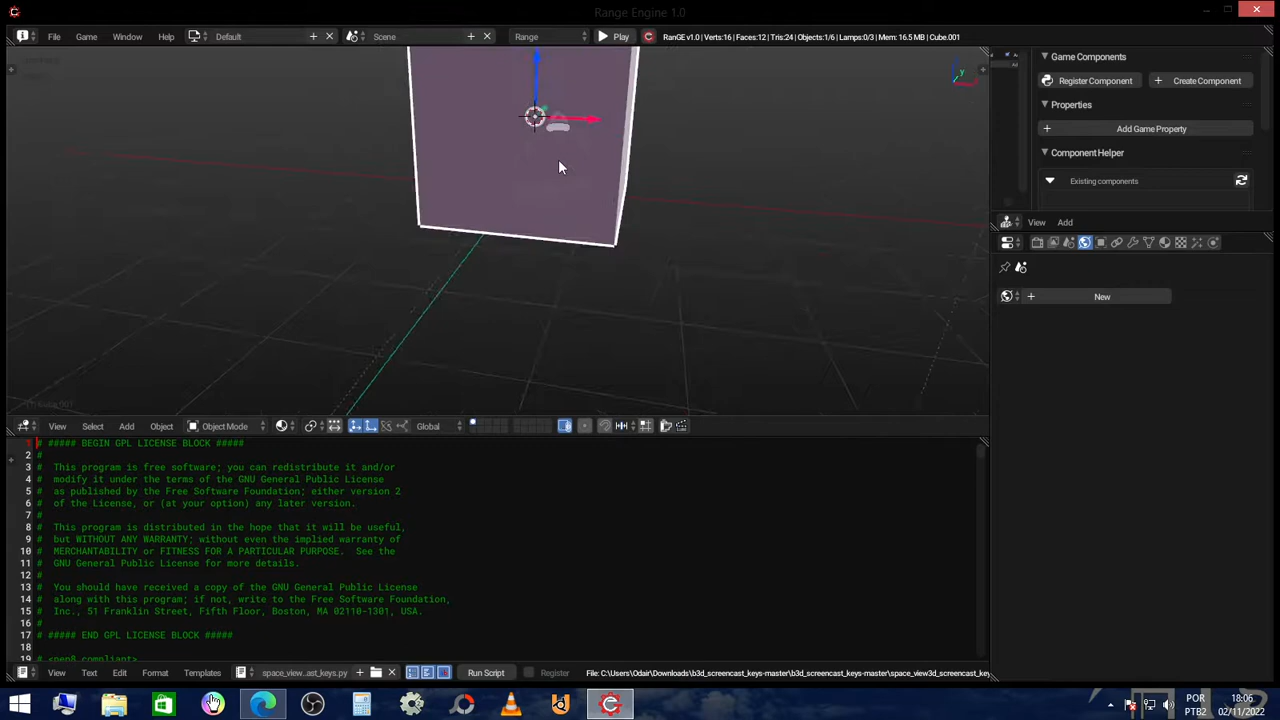 Range Engine 1.0
File Game Window Help Default Scene Range Play RanGE v1.0 | Verts:16 | Faces:12 | Tris:24 | Objects:1/6 | Lamps:0/3 | Mem: 16.5 MB | Cube.001
Game Components
Register Component Create Component
Properties
Add Game Property
Component Helper
Existing components
View Add
New
y
View Select Add Object Object Mode Global
1 # ##### BEGIN GPL LICENSE BLOCK #####
2 #
3 #  This program is free software; you can redistribute it and/or
4 #  modify it under the terms of the GNU General Public License
5 #  as published by the Free Software Foundation; either version 2
6 #  of the License, or (at your option) any later version.
7 #
8 #  This program is distributed in the hope that it will be useful,
9 #  but WITHOUT ANY WARRANTY; without even the implied warranty of
10 #  MERCHANTABILITY or FITNESS FOR A PARTICULAR PURPOSE.  See the
11 #  GNU General Public License for more details.
12 #
13 #  You should have received a copy of the GNU General Public License
14 #  along with this program; if not, write to the Free Software Foundation,
15 #  Inc., 51 Franklin Street, Fifth Floor, Boston, MA 02110-1301, USA.
16 #
17 # ##### END GPL LICENSE BLOCK #####
18
19 # <pep8 compliant>
View Text Edit Format Templates space_view...ast_keys.py Run Script Register File: C:\Users\Odair\Downloads\b3d_screencast_keys-master\b3d_screencast_keys-master\space_view3d_screencast_key
POR 18:06
PTB2 02/11/2022